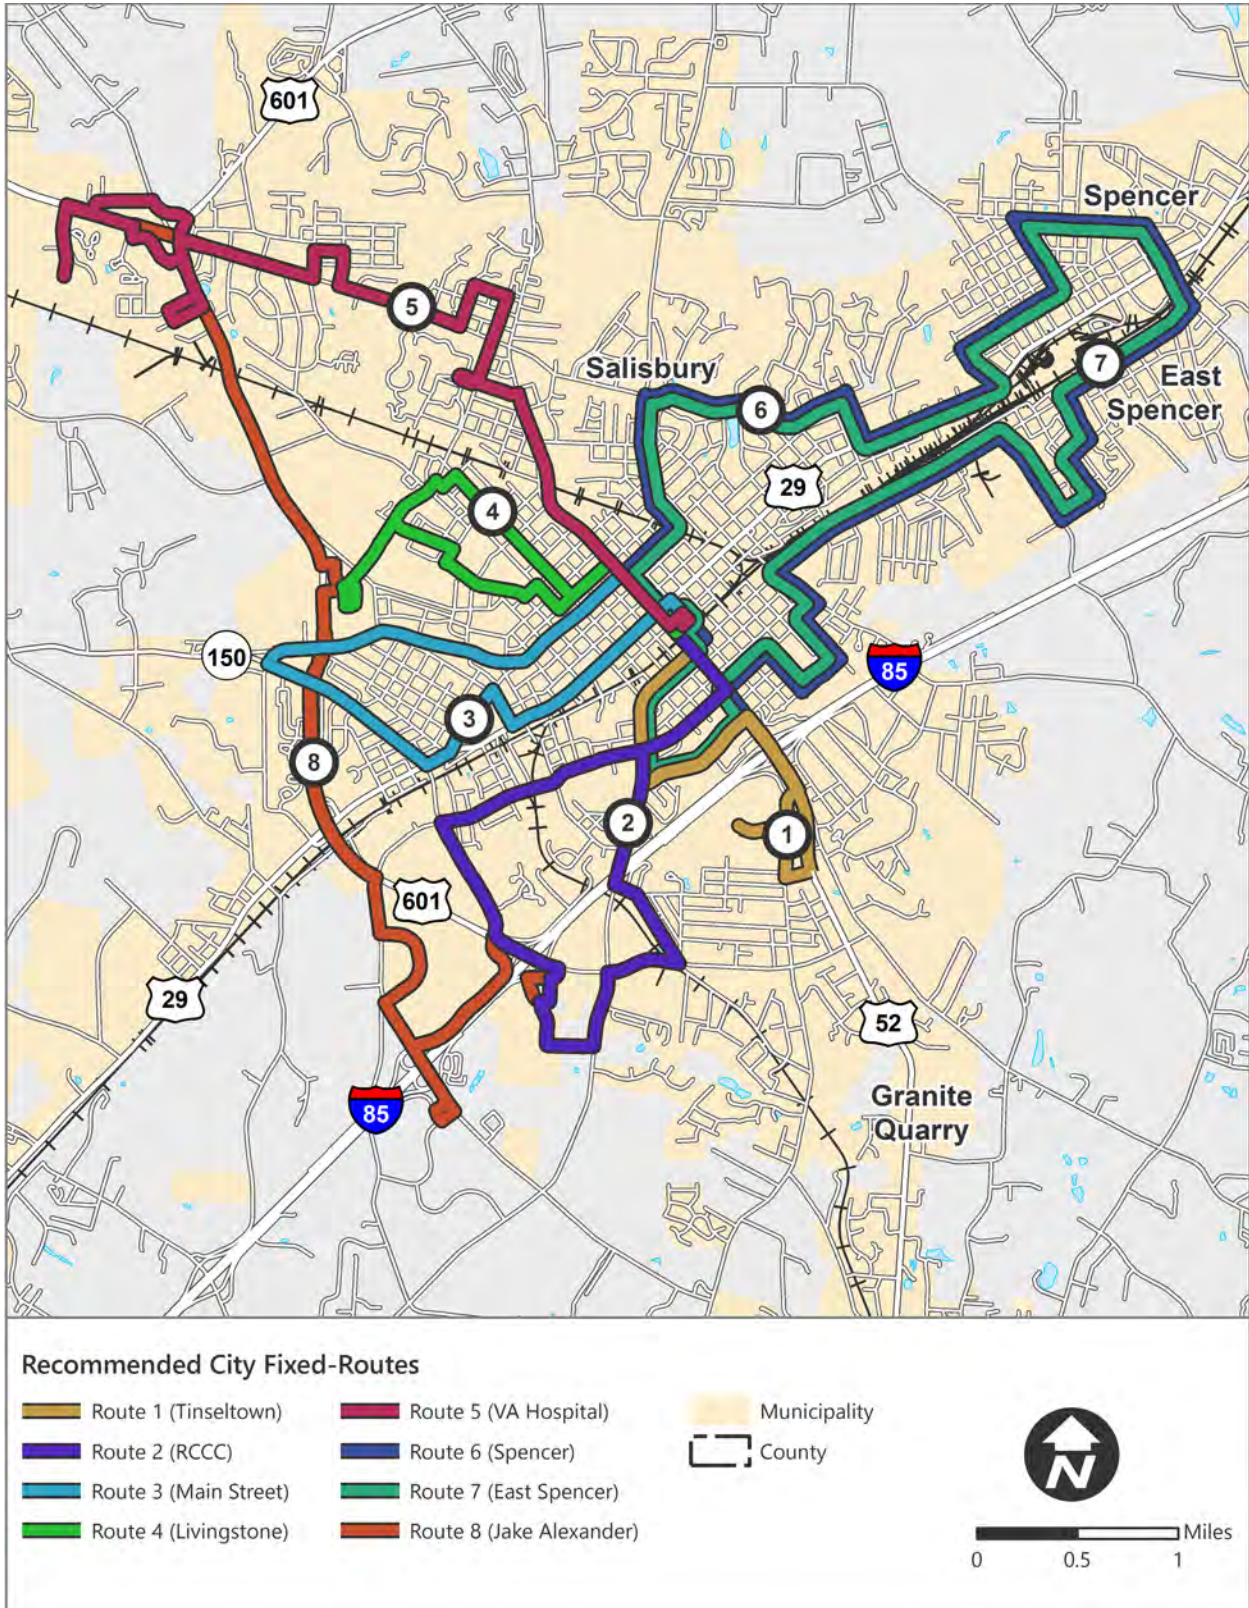 601
Spencer
5
Salisbury
7
East
Spencer
6
29
4
150
85
3
8
2
1
601
29
52
Granite
Quarry
85
Recommended City Fixed-Routes
Route 1 (Tinseltown)
Route 2 (RCCC)
Route 3 (Main Street)
Route 4 (Livingstone)
Route 5 (VA Hospital)
Route 6 (Spencer)
Route 7 (East Spencer)
Route 8 (Jake Alexander)
Municipality
County
N
Miles
0 0.5 1